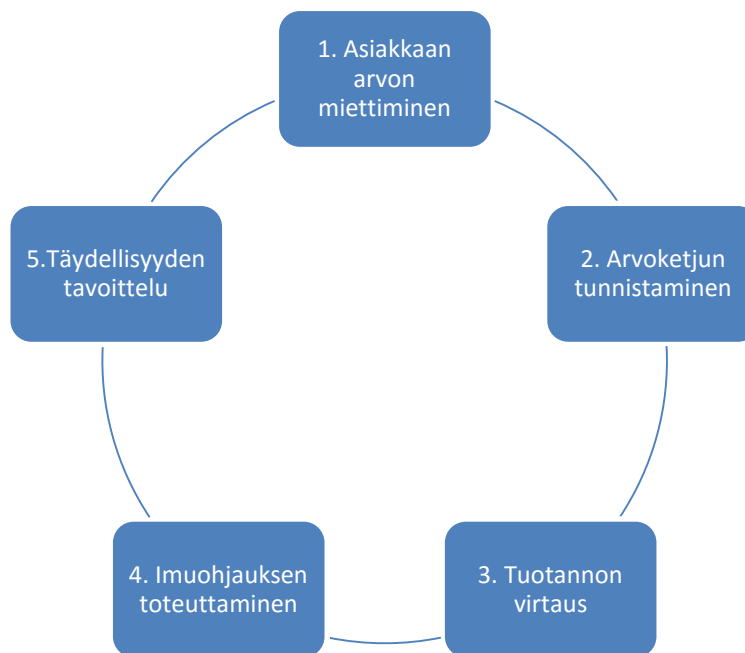 1. Asiakkaan
arvon
miettiminen
2. Arvoketjun
tunnistaminen
3. Tuotannon
virtaus
4. Imuohjauksen
toteuttaminen
5.Täydellisyyden
tavoittelu